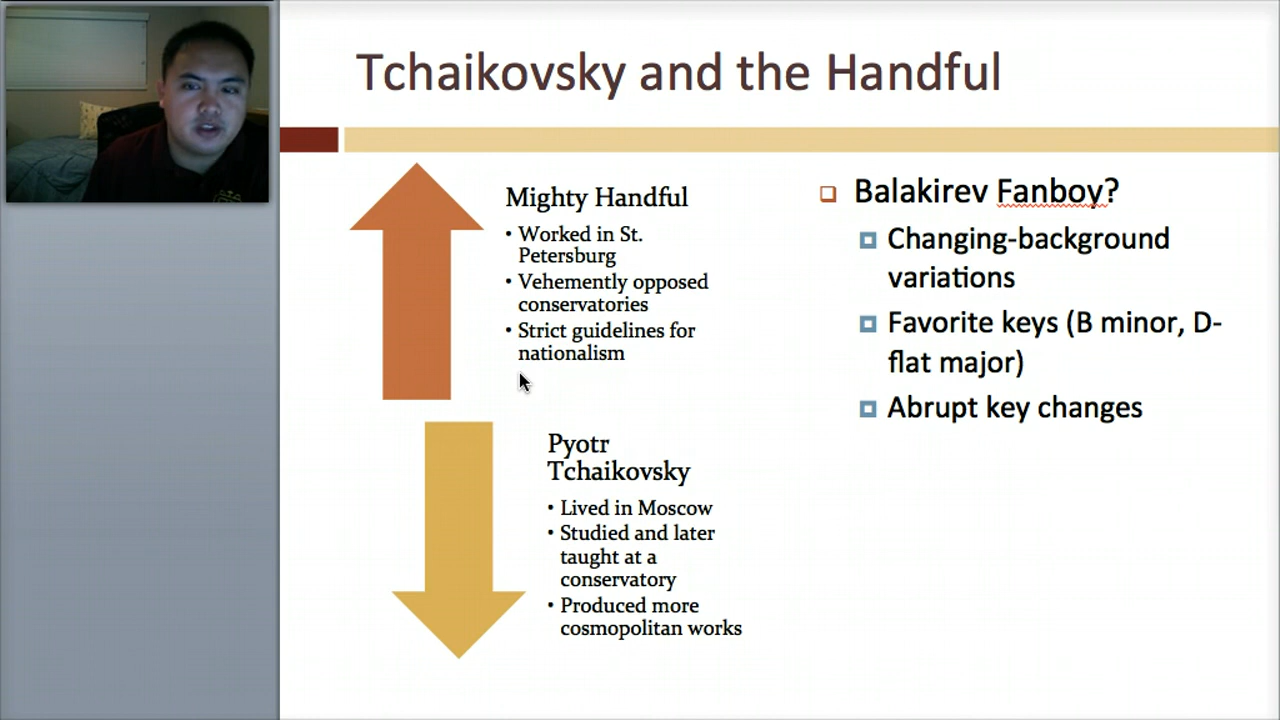 Tchaikovsky and the Handful
Mighty Handful
• Worked in St.
Petersburg
• Vehemently opposed
conservatories
• Strict guidelines for
nationalism
Pyotr
Tchaikovsky
• Lived in Moscow
• Studied and later
taught at a
conservatory
• Produced more
cosmopolitan works
Balakirev Fanboy?
Changing-background
variations
Favorite keys (B minor, D-
flat major)
Abrupt key changes